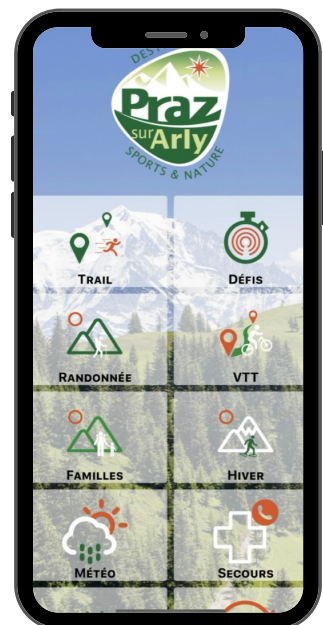 Praz
sur Arly
SPORTS & NATURE
TRAIL
DÉFIS
RANDONNÉE
VTT
FAMILLES
HIVER
MÉTÉO
SECOURS